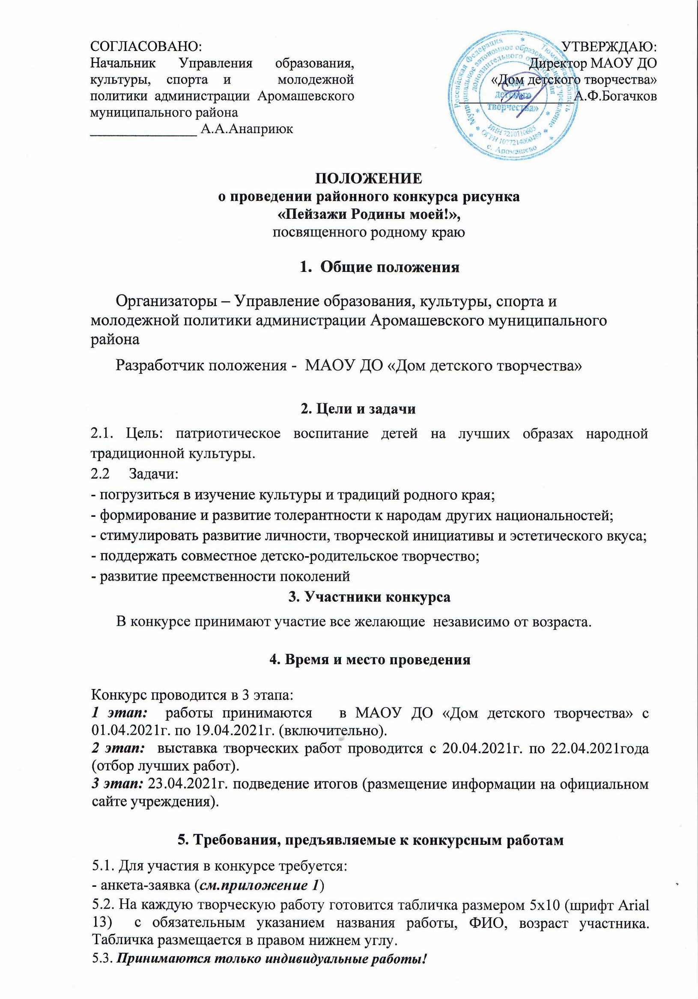 СОГЛАСОВАНО:
Начальник Управления образования,
культуры, спорта и молодежной
политики администрации Аромашевского
муниципального района
_______________ А.А.Анаприюк
УТВЕРЖДАЮ:
Директор МАОУ ДО
«Дом детского творчества»
________________А.Ф.Богачков
Российская Федерация * Тюменская область *
Муниципальное автономное образовательное учреждение
дополнительного образования
«Дом
детского
творчества»
ИНН 7210110605
ОГРН 1077214000489
с. Аромашево
ПОЛОЖЕНИЕ
о проведении районного конкурса рисунка
«Пейзажи Родины моей!»,
посвященного родному краю
1. Общие положения
Организаторы – Управление образования, культуры, спорта и
молодежной политики администрации Аромашевского муниципального
района
Разработчик положения - МАОУ ДО «Дом детского творчества»
2. Цели и задачи
2.1. Цель: патриотическое воспитание детей на лучших образах народной
традиционной культуры.
2.2 Задачи:
- погрузиться в изучение культуры и традиций родного края;
- формирование и развитие толерантности к народам других национальностей;
- стимулировать развитие личности, творческой инициативы и эстетического вкуса;
- поддержать совместное детско-родительское творчество;
- развитие преемственности поколений
3. Участники конкурса
В конкурсе принимают участие все желающие независимо от возраста.
4. Время и место проведения
Конкурс проводится в 3 этапа:
1 этап: работы принимаются в МАОУ ДО «Дом детского творчества» с
01.04.2021г. по 19.04.2021г. (включительно).
2 этап: выставка творческих работ проводится с 20.04.2021г. по 22.04.2021года
(отбор лучших работ).
3 этап: 23.04.2021г. подведение итогов (размещение информации на официальном
сайте учреждения).
5. Требования, предъявляемые к конкурсным работам
5.1. Для участия в конкурсе требуется:
- анкета-заявка (см.приложение 1)
5.2. На каждую творческую работу готовится табличка размером 5х10 (шрифт Arial
13) с обязательным указанием названия работы, ФИО, возраст участника.
Табличка размещается в правом нижнем углу.
5.3. Принимаются только индивидуальные работы!